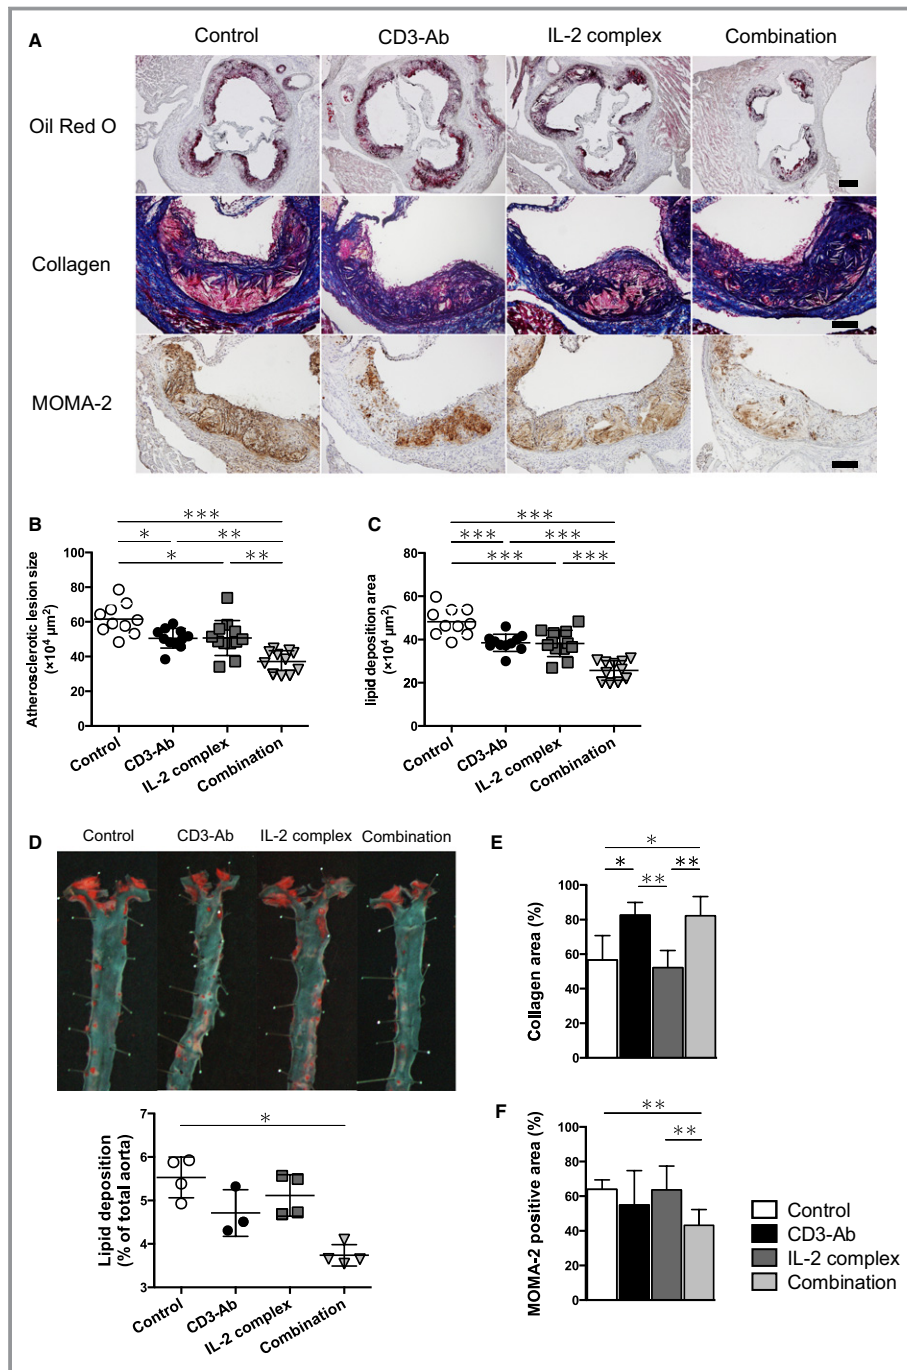 A
Control
CD3-Ab
IL-2 complex
Combination
Oil Red O
Collagen
MOMA-2
B
Atherosclerotic lesion size
(×10⁴ µm²)
100
80
60
40
20
0
***
* **
* **
Control
CD3-Ab
IL-2 complex
Combination
C
lipid deposition area
(×10⁴ µm²)
80
60
40
20
0
***
*** ***
*** ***
Control
CD3-Ab
IL-2 complex
Combination
D
Control
CD3-Ab
IL-2 complex
Combination
Lipid deposition
(% of total aorta)
7
6
5
4
3
*
Control
CD3-Ab
IL-2 complex
Combination
E
Collagen area (%)
100
80
60
40
20
0
*
* **
**
F
MOMA-2 positive area (%)
100
80
60
40
20
0
**
**
Control
CD3-Ab
IL-2 complex
Combination